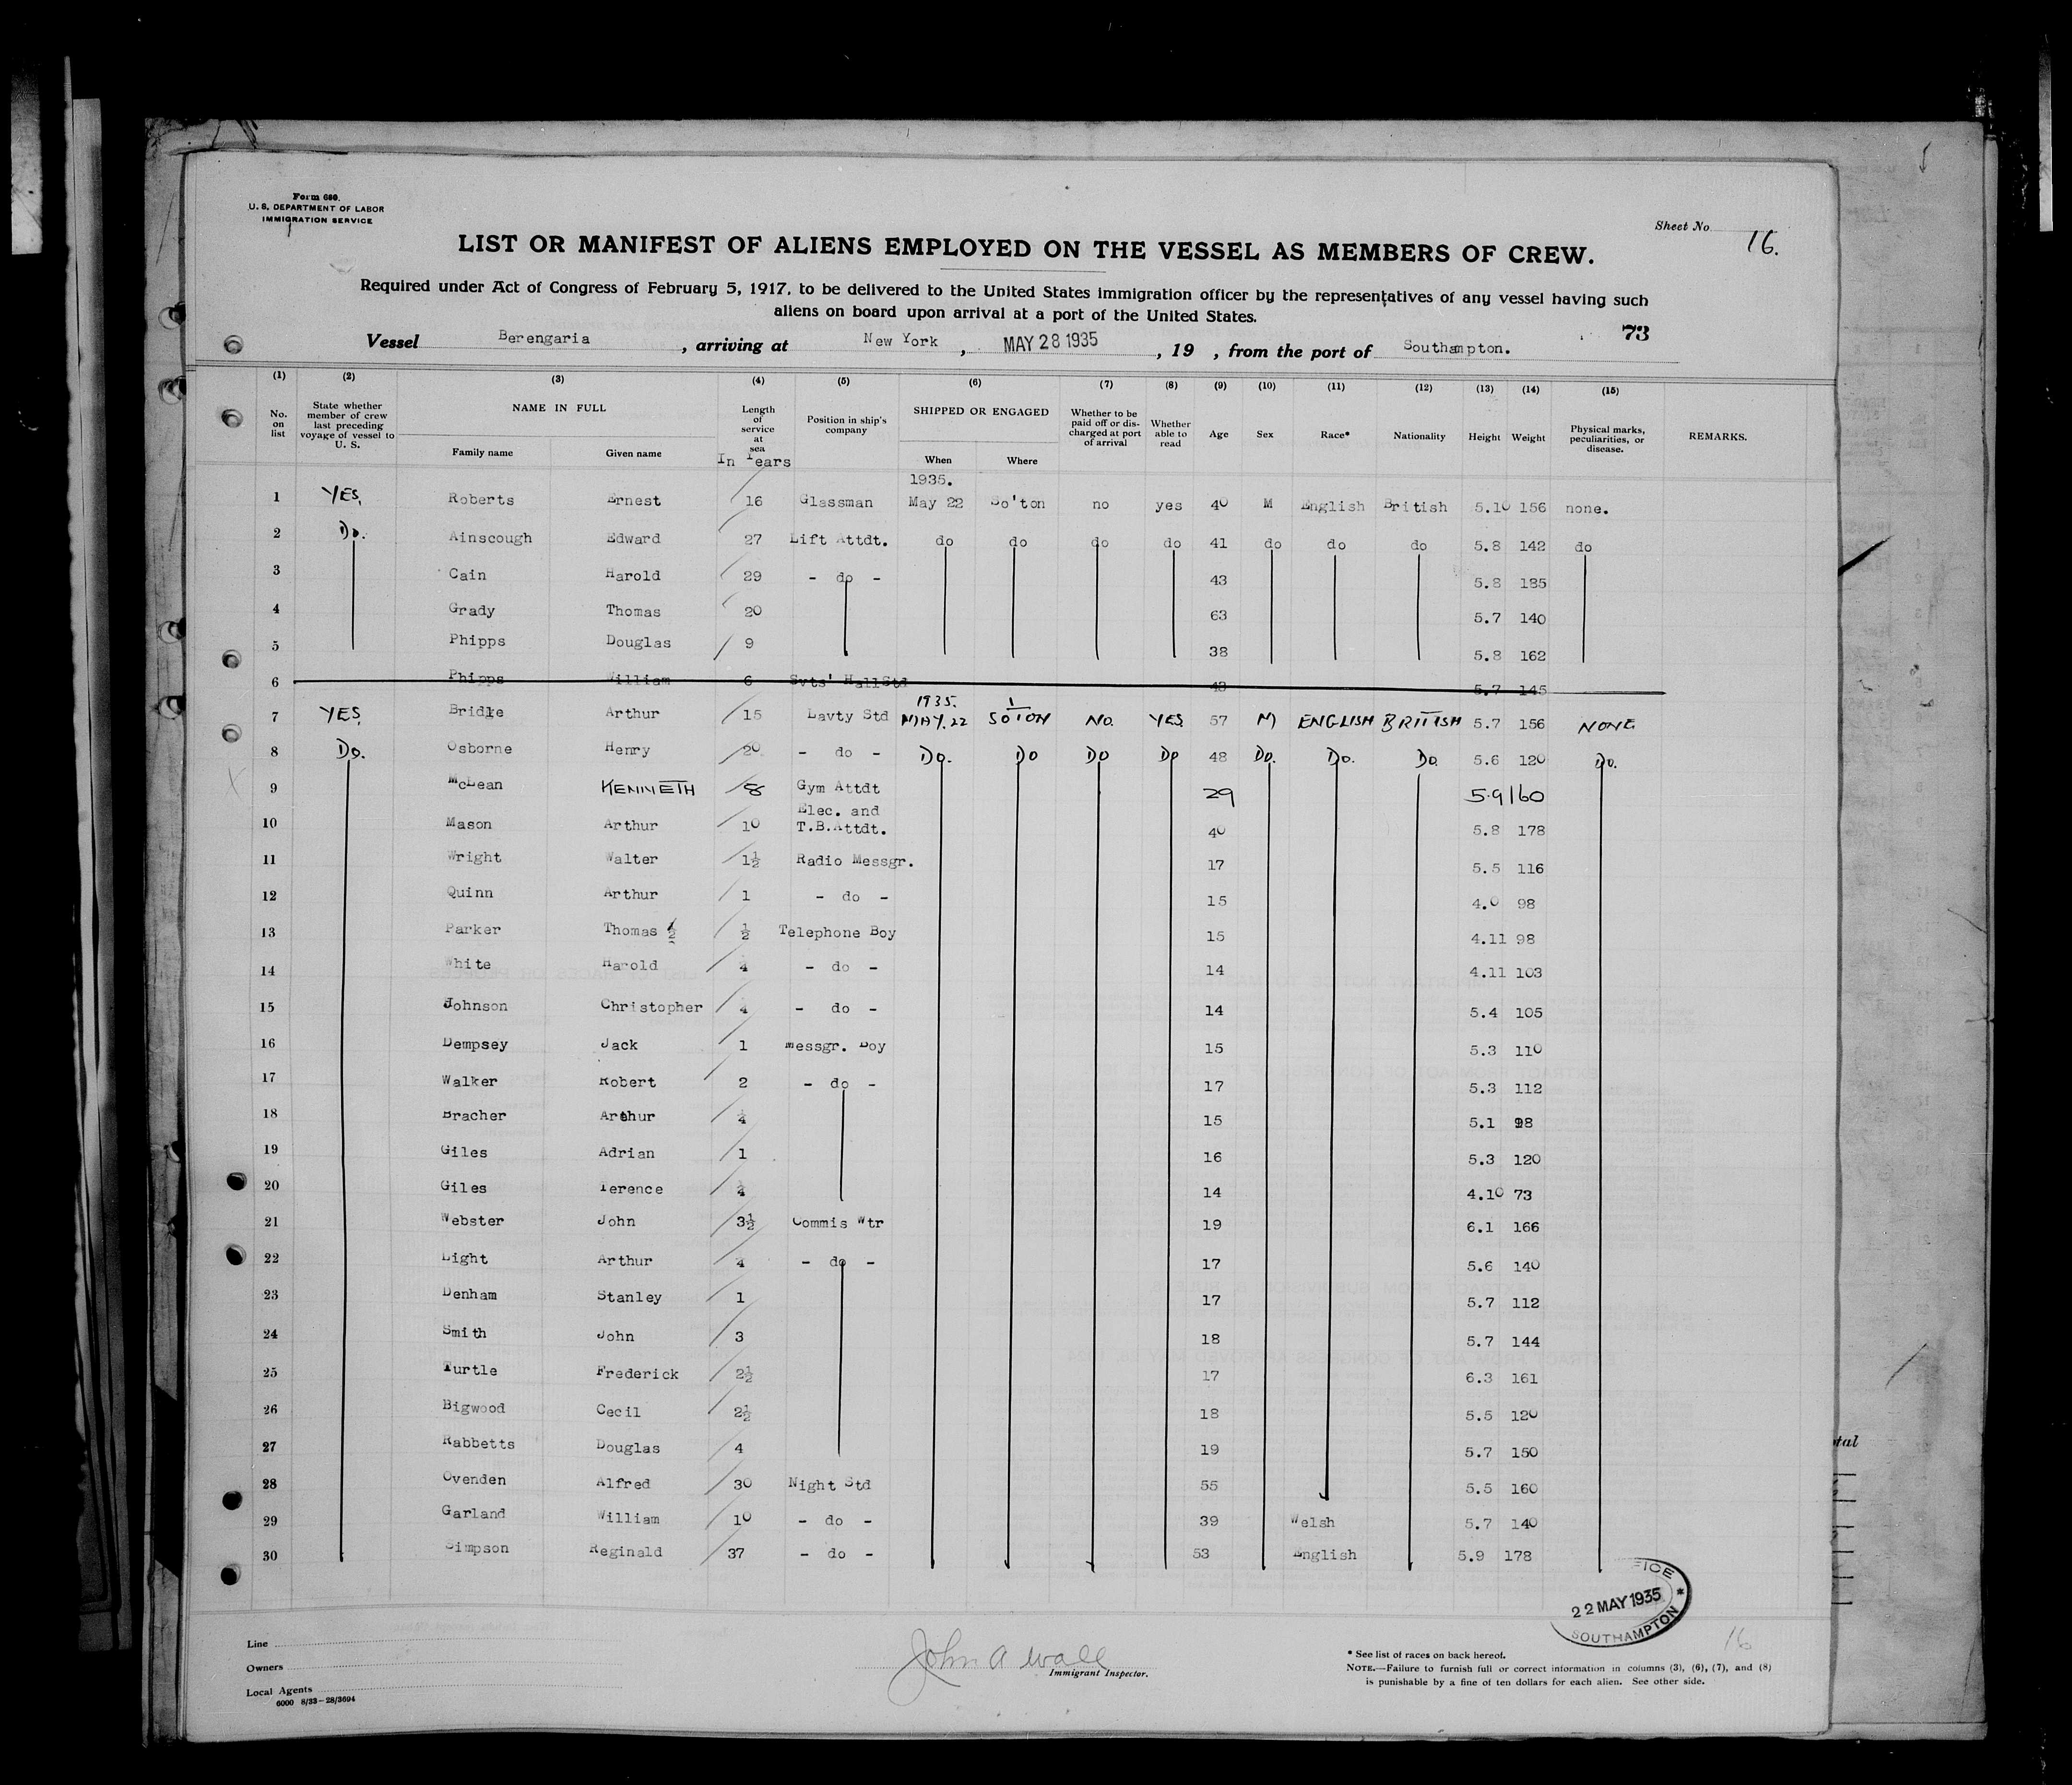 Form 680.
U. S. DEPARTMENT OF LABOR
IMMIGRATION SERVICE
Sheet No. 16.
LIST OR MANIFEST OF ALIENS EMPLOYED ON THE VESSEL AS MEMBERS OF CREW.
Required under Act of Congress of February 5, 1917, to be delivered to the United States immigration officer by the representatives of any vessel having such
aliens on board upon arrival at a port of the United States.
73
Vessel Berengaria, arriving at New York, MAY 28 1935, 19 , from the port of Southampton.
(1) (2) (3) (4) (5) (6) (7) (8) (9) (10) (11) (12) (13) (14) (15)
No. on list
State whether member of crew last preceding voyage of vessel to U. S.
NAME IN FULL
Family name Given name
Length of service at sea
In Years
Position in ship's company
SHIPPED OR ENGAGED
When Where
Whether to be paid off or discharged at port of arrival
Whether able to read
Age Sex Race* Nationality Height Weight
Physical marks, peculiarities, or disease.
REMARKS.
1935.
1 YES, Roberts Ernest 16 Glassman May 22 So'ton no yes 40 M English British 5.10 156 none.
2 Do. Ainscough Edward 27 Lift Attdt. do do do do 41 do do do 5.8 142 do
3 Cain Harold 29 - do - 43 5.8 185
4 Grady Thomas 20 63 5.7 140
5 Phipps Douglas 9 38 5.8 162
6 Phipps William 6 Svts' Hall Std 43 5.7 145
1935.
7 YES, Bridle Arthur 15 Lavty Std MAY.22 SO'TON NO. YES 57 M ENGLISH BRITISH 5.7 156 NONE
8 Do. Osborne Henry 20 - do - Do. Do Do Do 48 Do. Do. Do 5.6 120 Do.
9 McLean KENNETH 8 Gym Attdt 29 5.9 160
Elec. and
10 Mason Arthur 10 T.B.Attdt. 40 5.8 178
11 Wright Walter 1½ Radio Messgr. 17 5.5 116
12 Quinn Arthur 1 - do - 15 4.0 98
13 Parker Thomas ½ ½ Telephone Boy 15 4.11 98
14 White Harold - do - 14 4.11 103
15 Johnson Christopher - do - 14 5.4 105
16 Dempsey Jack 1 Messgr. Boy 15 5.3 110
17 Walker Robert 2 - do - 17 5.3 112
18 Bracher Arthur 15 5.1 98
19 Giles Adrian 1 16 5.3 120
20 Giles Terence 14 4.10 73
21 Webster John 3½ Commis Wtr 19 6.1 166
22 Light Arthur - do - 17 5.6 140
23 Denham Stanley 1 17 5.7 112
24 Smith John 3 18 5.7 144
25 Turtle Frederick 2½ 17 6.3 161
26 Bigwood Cecil 2½ 18 5.5 120
27 Rabbetts Douglas 4 19 5.7 150
28 Ovenden Alfred 30 Night Std 55 5.5 160
29 Garland William 10 - do - 39 Welsh 5.7 140
30 Simpson Reginald 37 - do - 53 English 5.9 178
22 MAY 1935
SOUTHAMPTON
16
Line
Owners
Local Agents
6000 8/33-28/3694
John A Wall
Immigrant Inspector.
* See list of races on back hereof.
NOTE.—Failure to furnish full or correct information in columns (3), (6), (7), and (8)
is punishable by a fine of ten dollars for each alien. See other side.